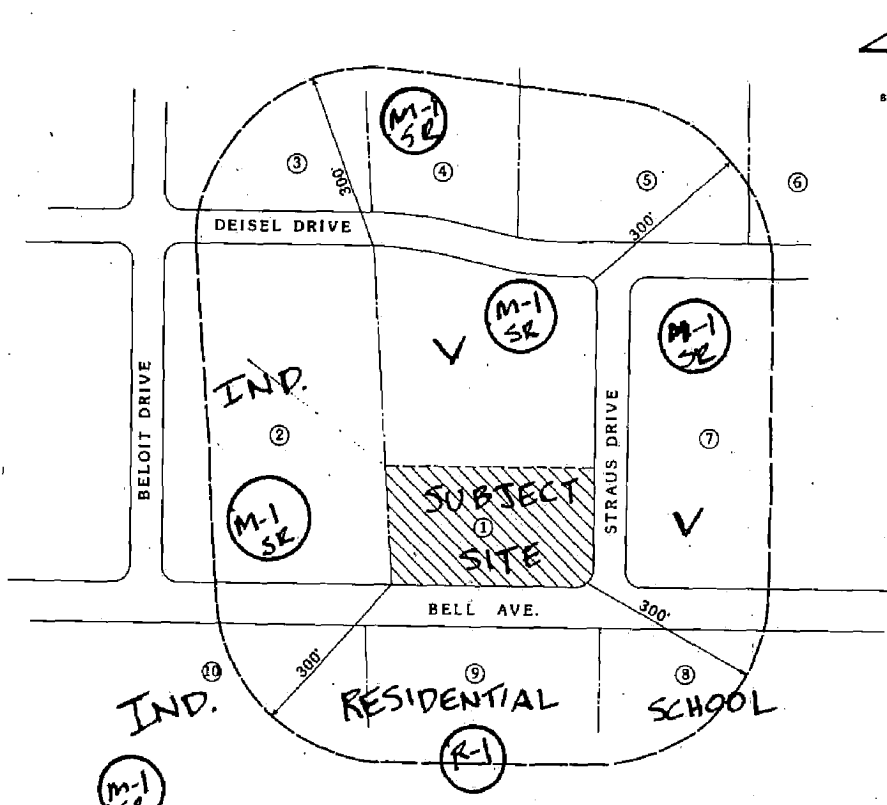 B
M-1
SR
3
4
5
6
300'
DEISEL DRIVE
300'
M-1
SR
V
M-1
SR
IND.
2
BELOIT DRIVE
STRAUS DRIVE
7
M-1
SR
SUBJECT
1
SITE
V
BELL AVE.
300'
300'
10
9
8
IND.
RESIDENTIAL
SCHOOL
R-1
M-1
SR